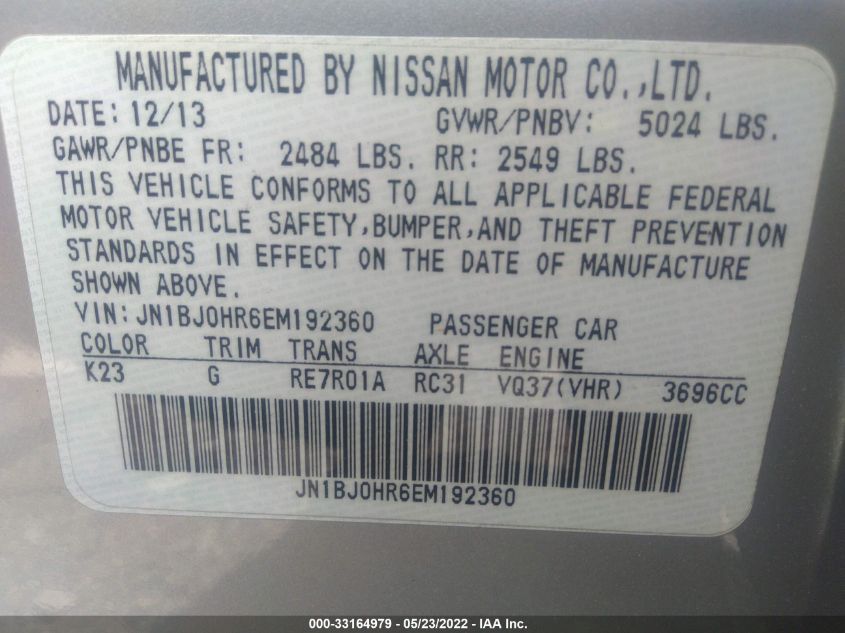 MANUFACTURED BY NISSAN MOTOR CO.,LTD.
DATE: 12/13 GVWR/PNBV: 5024 LBS.
GAWR/PNBE FR: 2484 LBS. RR: 2549 LBS.
THIS VEHICLE CONFORMS TO ALL APPLICABLE FEDERAL
MOTOR VEHICLE SAFETY,BUMPER,AND THEFT PREVENTION
STANDARDS IN EFFECT ON THE DATE OF MANUFACTURE
SHOWN ABOVE.
VIN: JN1BJ0HR6EM192360 PASSENGER CAR
COLOR TRIM TRANS AXLE ENGINE
K23 G RE7R01A RC31 VQ37(VHR) 3696CC
JN1BJ0HR6EM192360
000-33164979 - 05/23/2022 - IAA Inc.